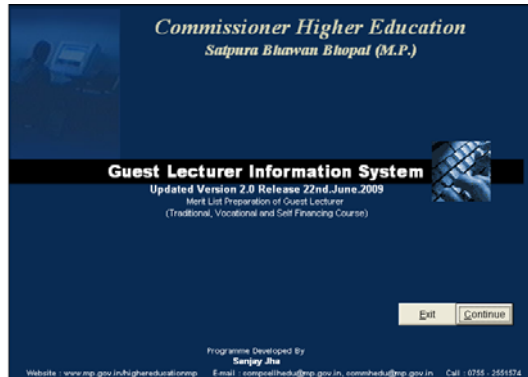 Commissioner Higher Education
Satpura Bhawan Bhopal (M.P.)
Guest Lecturer Information System
Updated Version 2.0 Release 22nd.June.2009
Merit List Preparation of Guest Lecturer
(Traditional, Vocational and Self Financing Course)
Exit Continue
Programme Developed By
Sanjay Jha
Website : www.mp.gov.in/highereducationmp E-mail : compcellhedu@mp.gov.in, commhedu@mp.gov.in Call : 0755 - 2551574